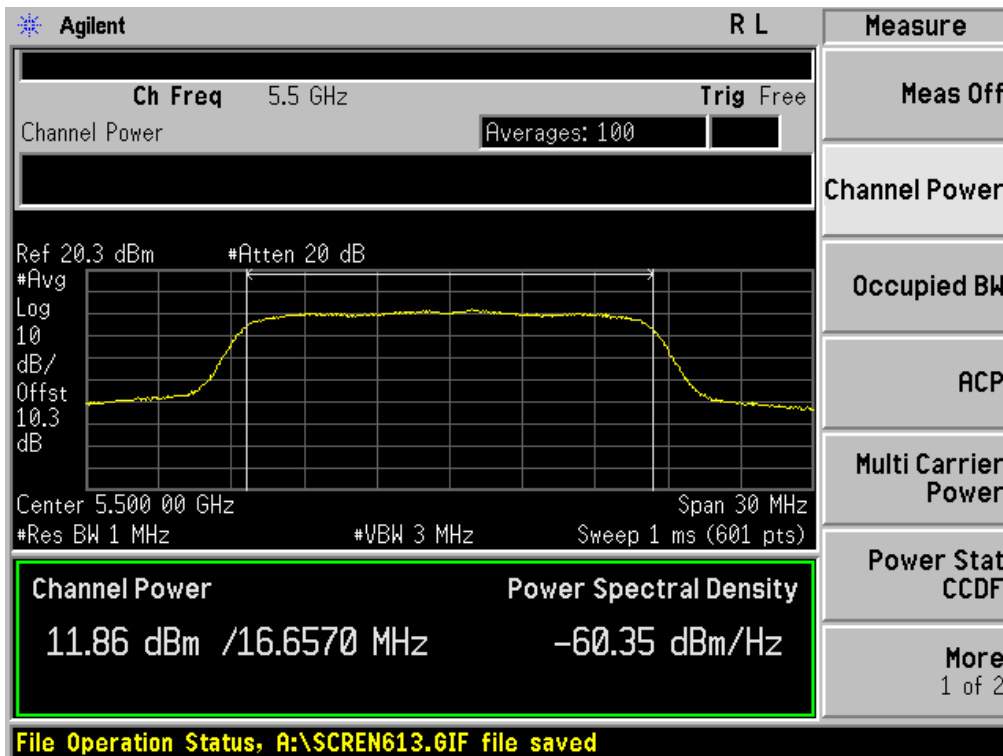 Agilent R L Measure
Ch Freq 5.5 GHz Trig Free
Channel Power Averages: 100
Meas Off
Channel Power
Occupied BW
ACP
Multi Carrier
Power
Power Stat
CCDF
More
1 of 2
Ref 20.3 dBm #Atten 20 dB
#Avg
Log
10
dB/
Offst
10.3
dB
Center 5.500 00 GHz Span 30 MHz
#Res BW 1 MHz #VBW 3 MHz Sweep 1 ms (601 pts)
Channel Power Power Spectral Density
11.86 dBm /16.6570 MHz -60.35 dBm/Hz
File Operation Status, A:\SCREN613.GIF file saved